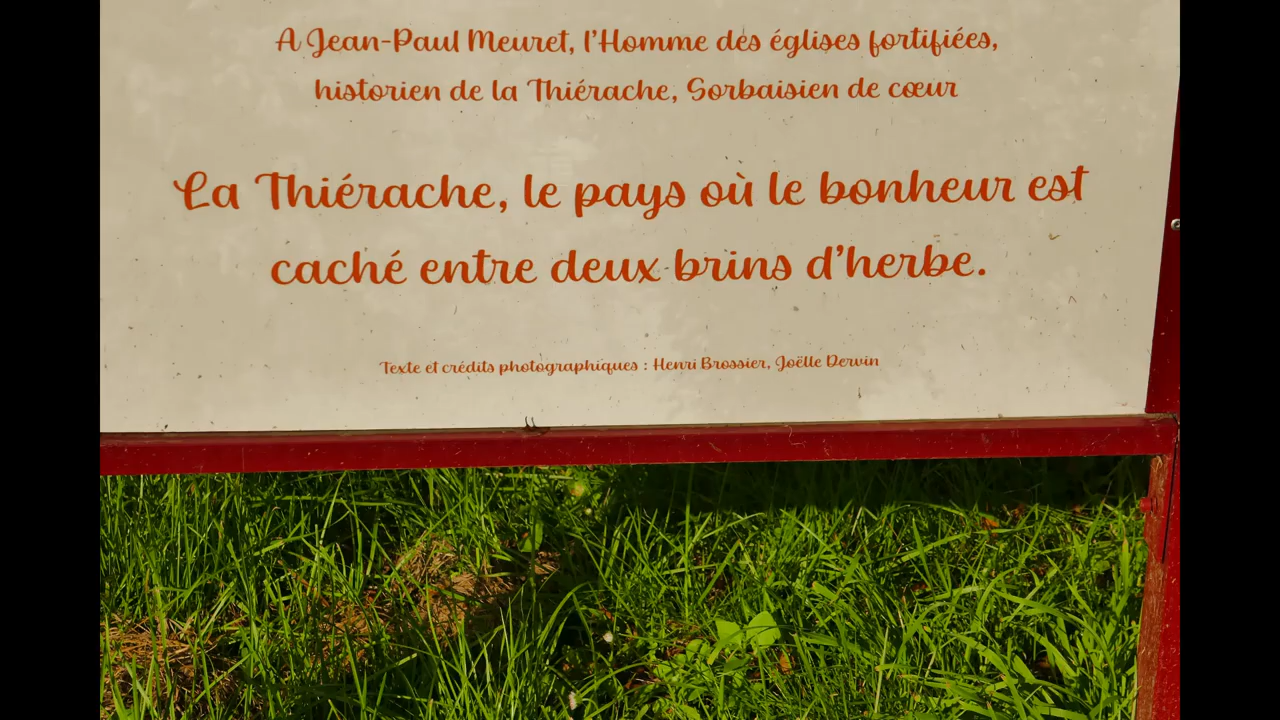 A Jean-Paul Meuret, l'Homme des églises fortifiées,
historien de la Thiérache, Sorbaisien de cœur
La Thiérache, le pays où le bonheur est
caché entre deux brins d'herbe.
Texte et crédits photographiques : Henri Brossier, Joëlle Dervin